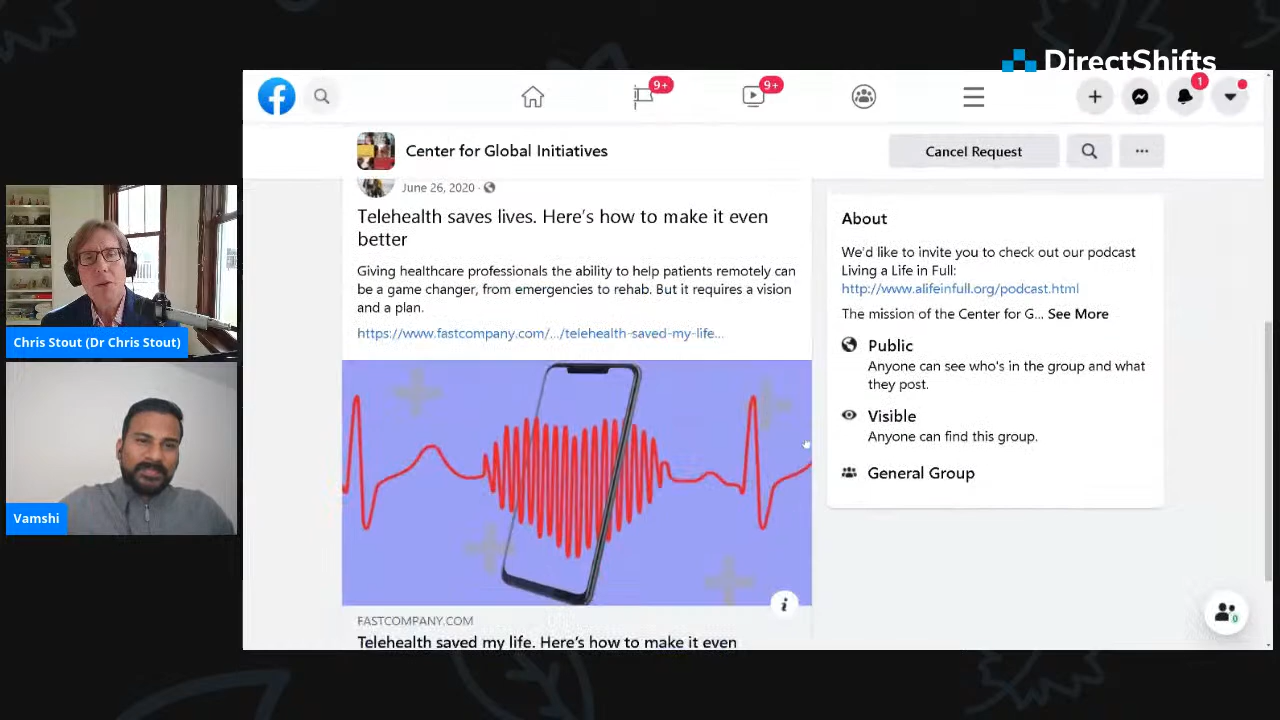 DirectShifts
9+
9+
1
Center for Global Initiatives
Cancel Request
June 26, 2020
Telehealth saves lives. Here's how to make it even
better
Giving healthcare professionals the ability to help patients remotely can
be a game changer, from emergencies to rehab. But it requires a vision
and a plan.
https://www.fastcompany.com/.../telehealth-saved-my-life...
FASTCOMPANY.COM
Telehealth saved my life. Here's how to make it even
About
We'd like to invite you to check out our podcast
Living a Life in Full:
http://www.alifeinfull.org/podcast.html
The mission of the Center for G... See More
Public
Anyone can see who's in the group and what
they post.
Visible
Anyone can find this group.
General Group
0
Chris Stout (Dr Chris Stout)
Vamshi